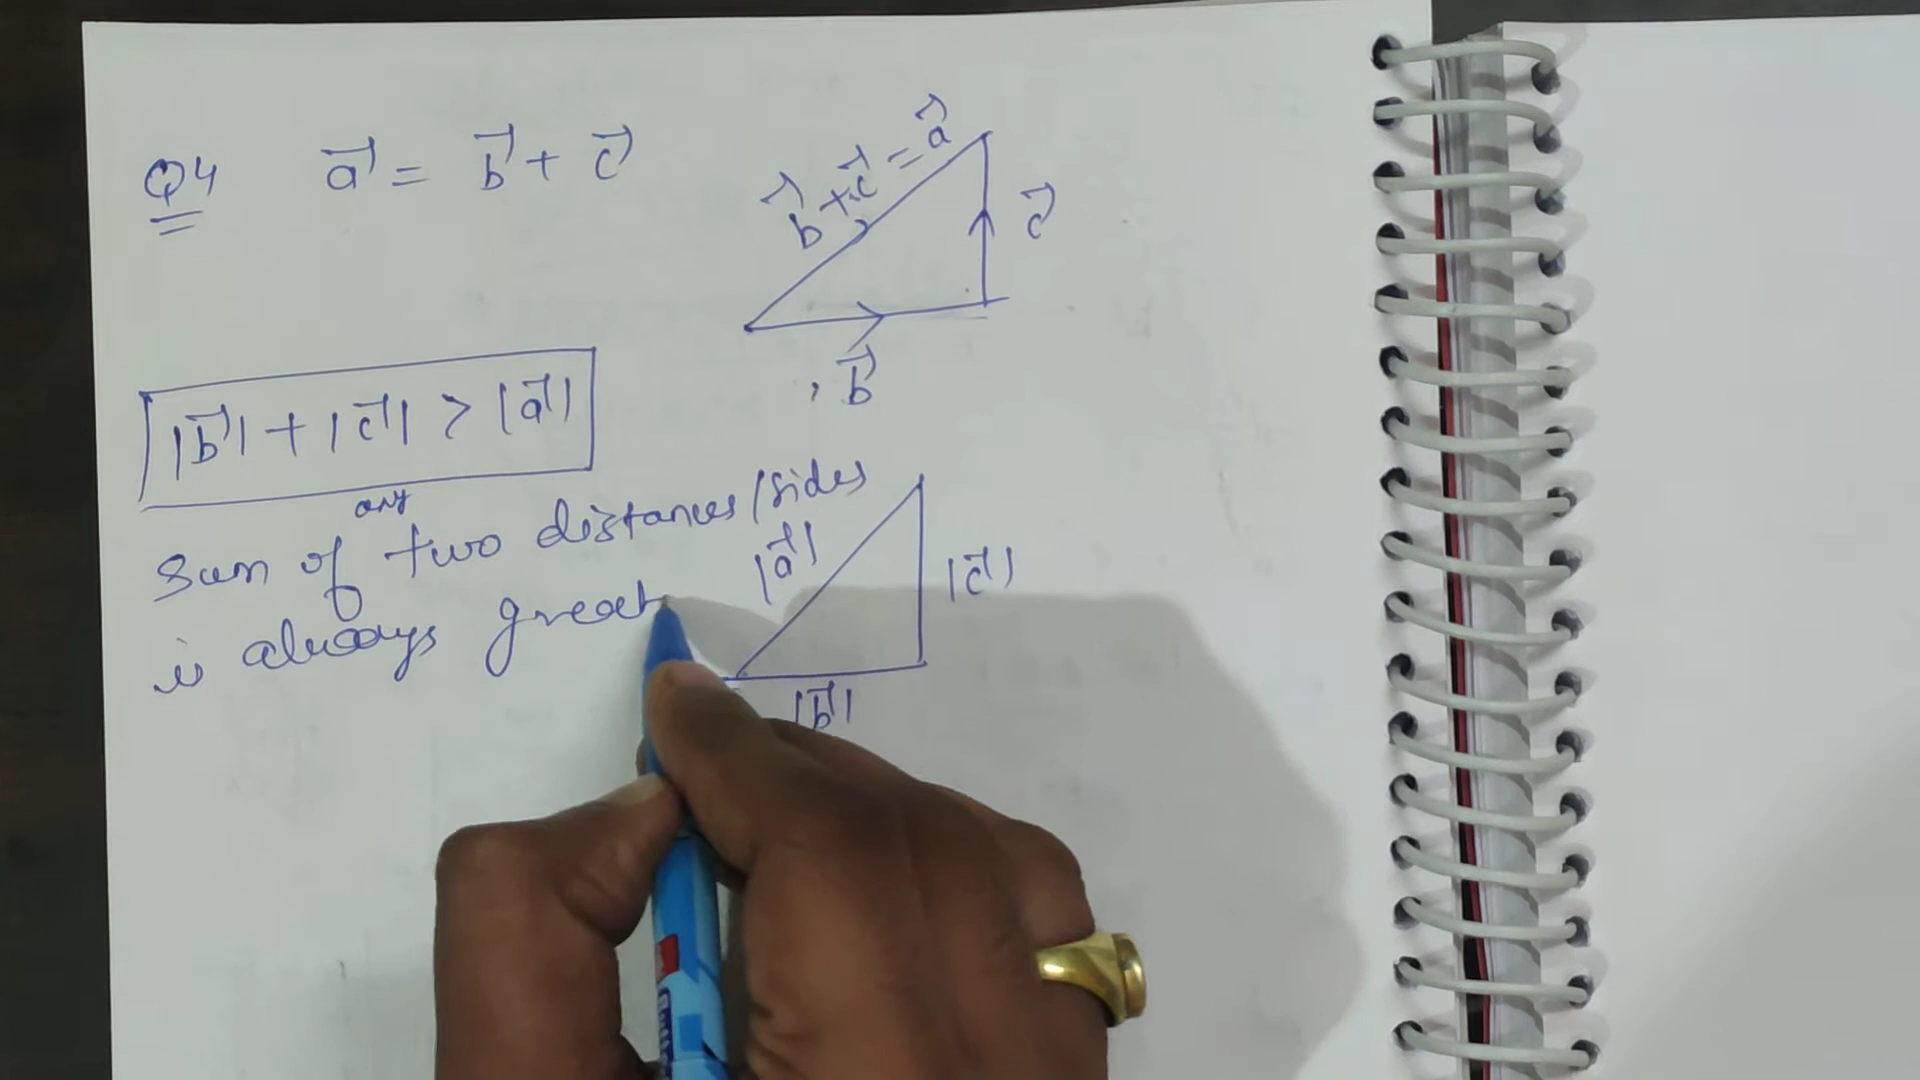 Q4 a⃗ = b⃗ + c⃗
b⃗ + c⃗ = a⃗
c⃗
b⃗
|b⃗| + |c⃗| > |a⃗|
any
Sum of two distances/sides
is always great
|a⃗|
|c⃗|
|b⃗|